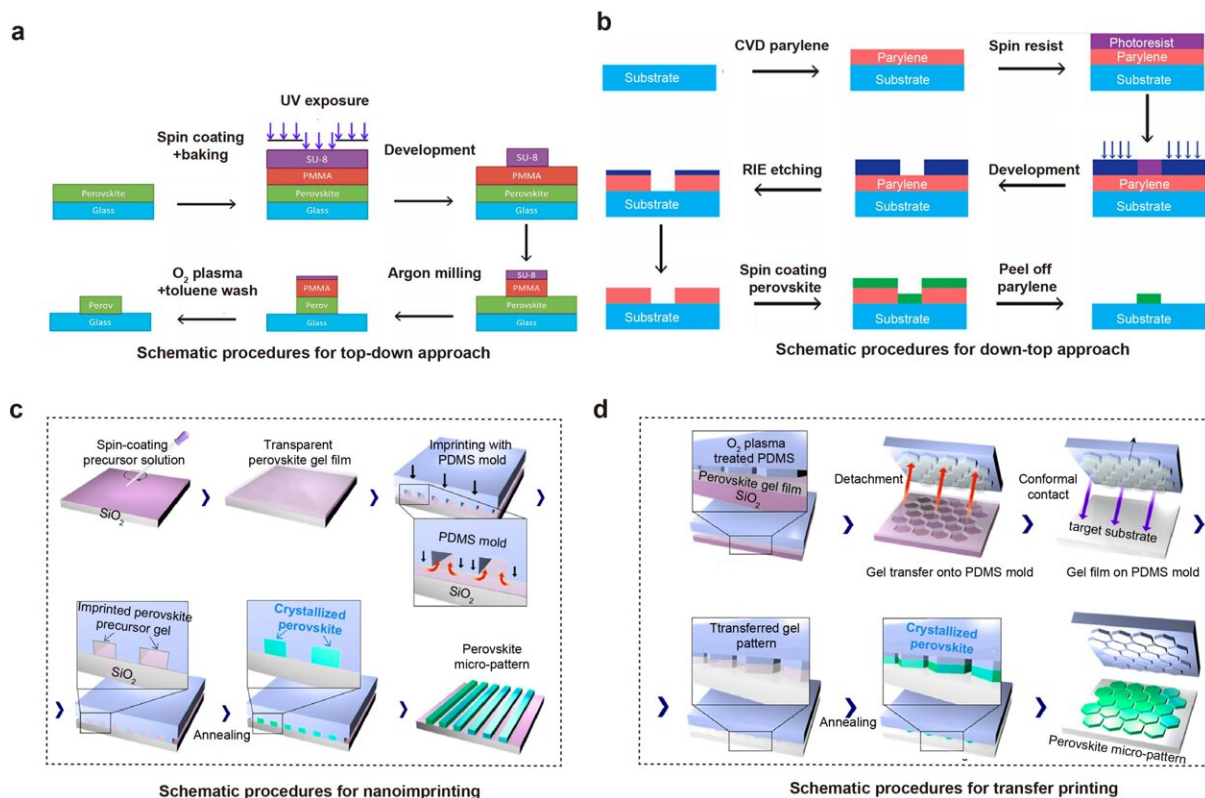 a
UV exposure
Spin coating
+baking
SU-8
PMMA
Perovskite
Glass
Development
SU-8
PMMA
Perovskite
Glass
Perovskite
Glass
O2 plasma
+toluene wash
Argon milling
Perov
Glass
PMMA
Perov
Glass
SU-8
PMMA
Perovskite
Glass
Schematic procedures for top-down approach
b
CVD parylene
Spin resist
Substrate
Parylene
Substrate
Photoresist
Parylene
Substrate
RIE etching
Development
Substrate
Parylene
Substrate
Parylene
Substrate
Spin coating
perovskite
Peel off
parylene
Substrate
Substrate
Substrate
Schematic procedures for down-top approach
c
Spin-coating
precursor solution
SiO2
Transparent
perovskite gel film
Imprinting with
PDMS mold
PDMS mold
SiO2
Imprinted perovskite
precursor gel
SiO2
Annealing
Crystallized
perovskite
Perovskite
micro-pattern
Schematic procedures for nanoimprinting
d
O2 plasma
treated PDMS
Perovskite gel film
SiO2
Detachment
Gel transfer onto PDMS mold
Conformal
contact
target substrate
Gel film on PDMS mold
Ttransferred gel
pattern
Annealing
Crystallized
perovskite
Perovskite micro-pattern
Schematic procedures for transfer printing